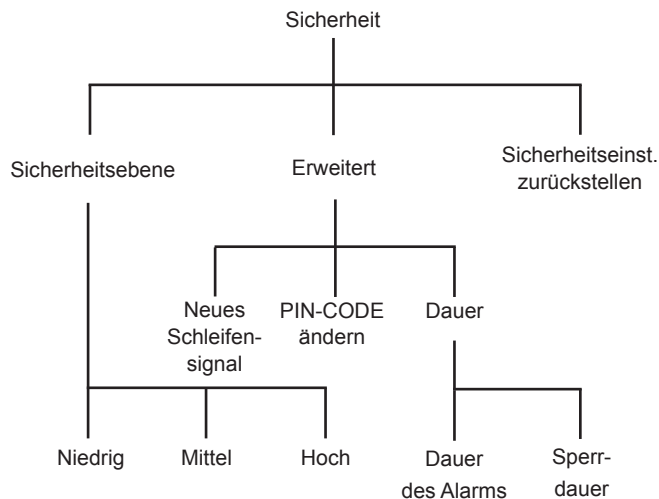 Sicherheit
Sicherheitsebene
Erweitert
Sicherheitseinst.
zurückstellen
Neues
Schleifen-
signal
PIN-CODE
ändern
Dauer
Niedrig
Mittel
Hoch
Dauer
des Alarms
Sperr-
dauer